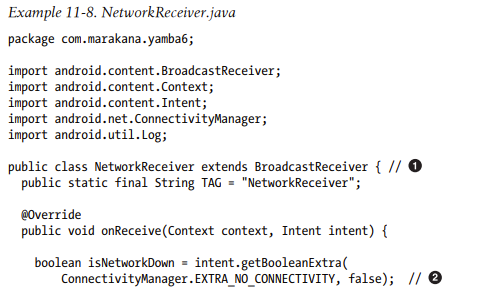 Example 11-8. NetworkReceiver.java
package com.marakana.yamba6;
import android.content.BroadcastReceiver;
import android.content.Context;
import android.content.Intent;
import android.net.ConnectivityManager;
import android.util.Log;
public class NetworkReceiver extends BroadcastReceiver { // ❶
  public static final String TAG = "NetworkReceiver";
  @Override
  public void onReceive(Context context, Intent intent) {
    boolean isNetworkDown = intent.getBooleanExtra(
        ConnectivityManager.EXTRA_NO_CONNECTIVITY, false);  // ❷